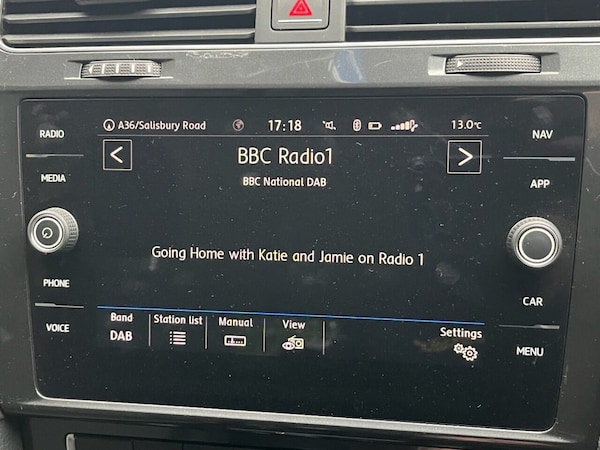 RADIO
MEDIA
PHONE
VOICE
A36/Salisbury Road 17:18 13.0°C
BBC Radio1
BBC National DAB
Going Home with Katie and Jamie on Radio 1
Band DAB
Station list
Manual
View
Settings
NAV
APP
CAR
MENU